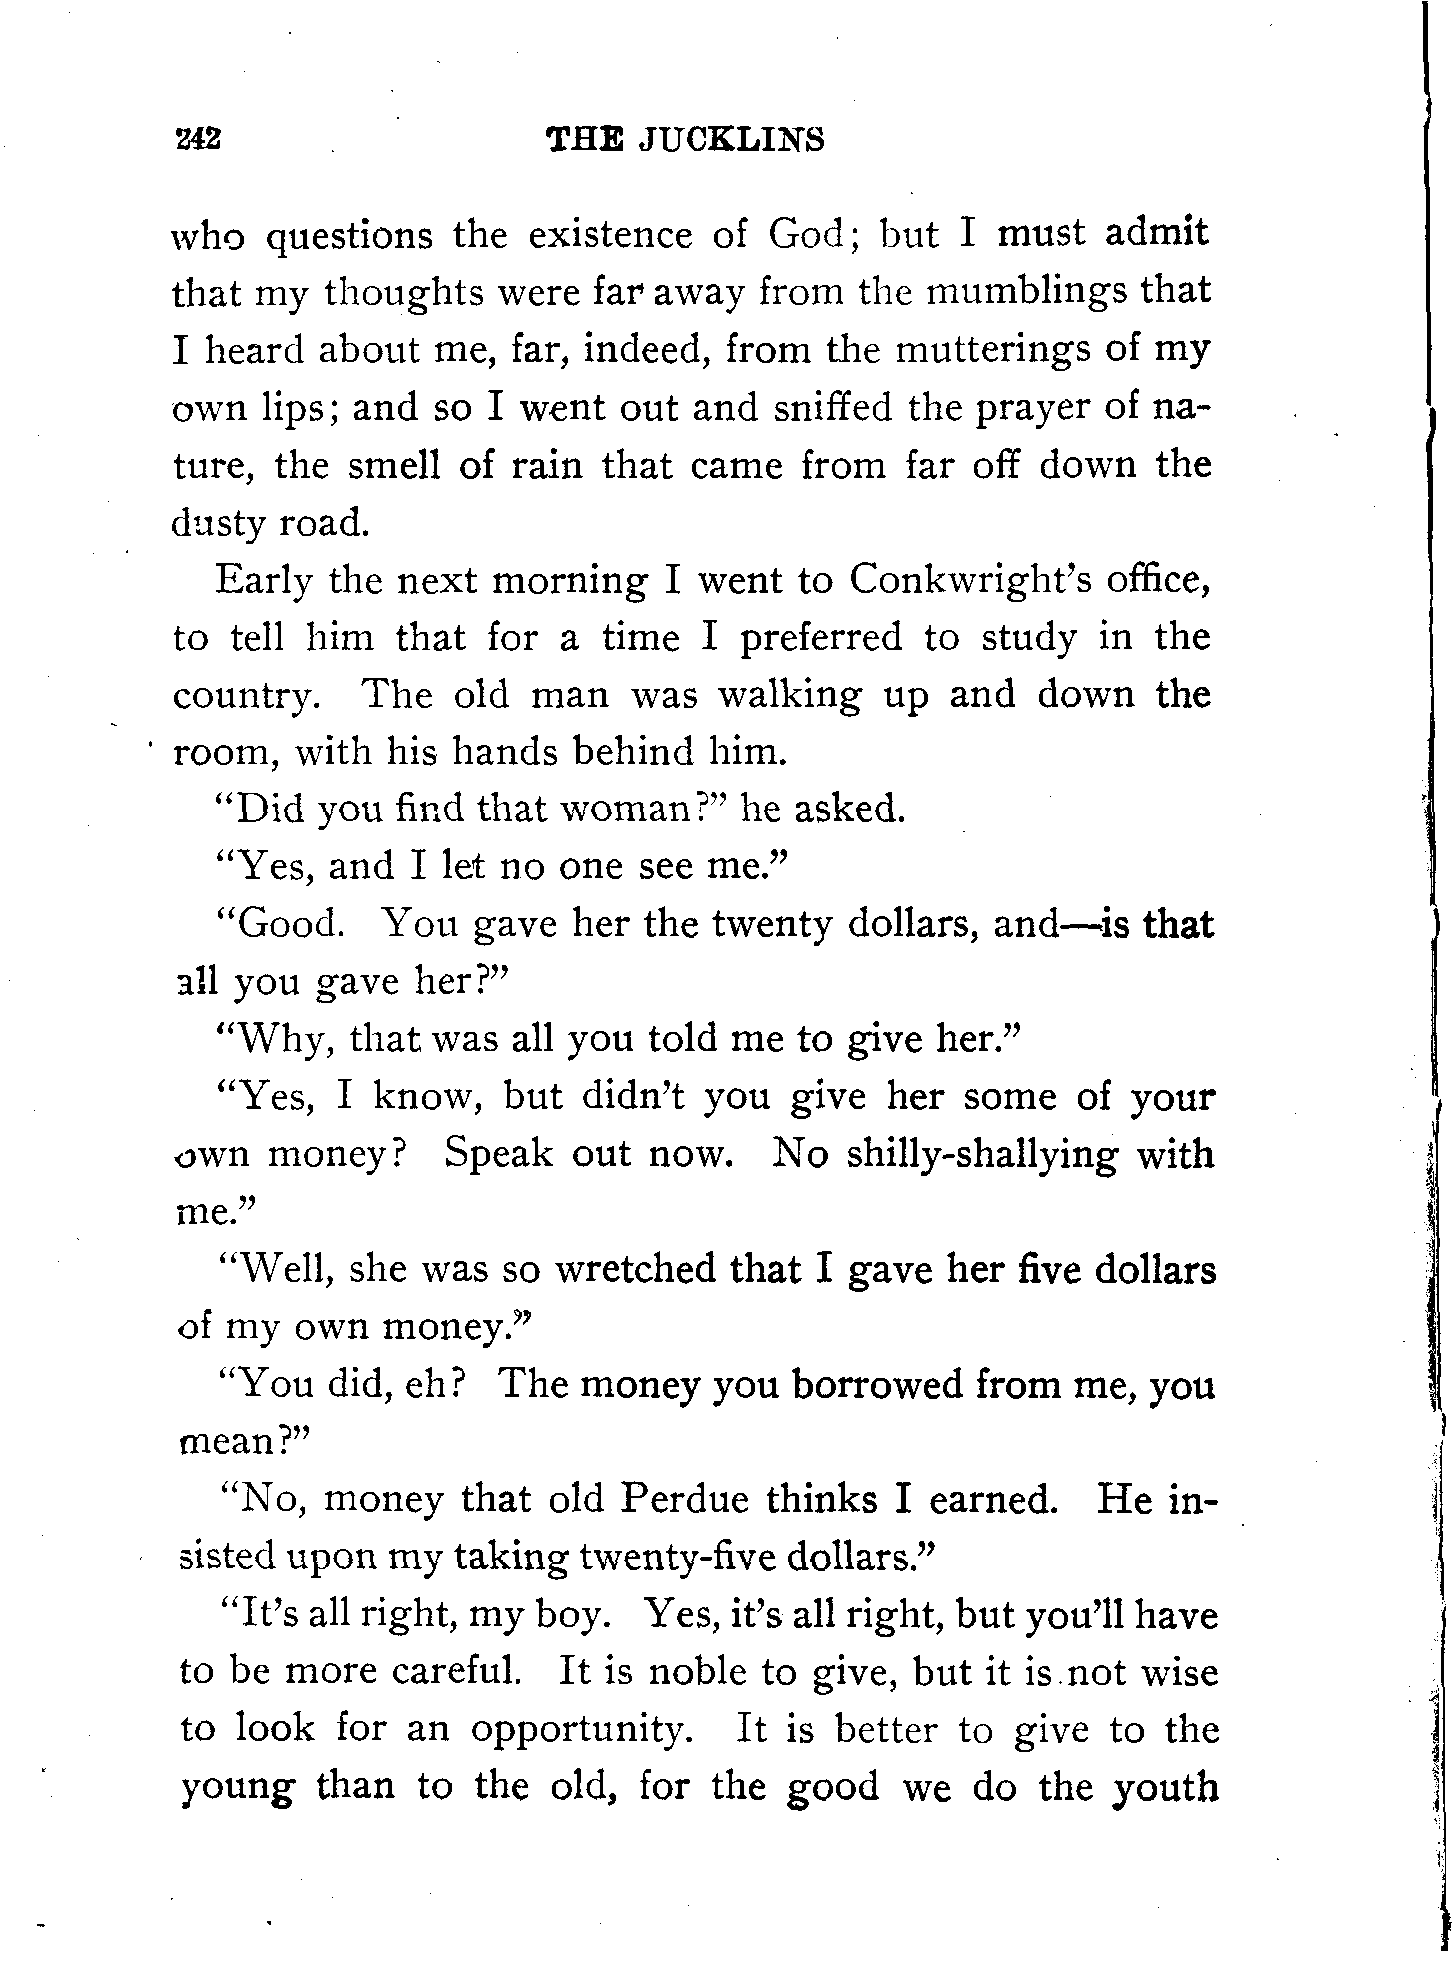 242 THE JUCKLINS
who questions the existence of God; but I must admit
that my thoughts were far away from the mumblings that
I heard about me, far, indeed, from the mutterings of my
own lips; and so I went out and sniffed the prayer of na-
ture, the smell of rain that came from far off down the
dusty road.
Early the next morning I went to Conkwright's office,
to tell him that for a time I preferred to study in the
country. The old man was walking up and down the
room, with his hands behind him.
"Did you find that woman?" he asked.
"Yes, and I let no one see me."
"Good. You gave her the twenty dollars, and—is that
all you gave her?"
"Why, that was all you told me to give her."
"Yes, I know, but didn't you give her some of your
own money? Speak out now. No shilly-shallying with
me."
"Well, she was so wretched that I gave her five dollars
of my own money."
"You did, eh? The money you borrowed from me, you
mean?"
"No, money that old Perdue thinks I earned. He in-
sisted upon my taking twenty-five dollars."
"It's all right, my boy. Yes, it's all right, but you'll have
to be more careful. It is noble to give, but it is not wise
to look for an opportunity. It is better to give to the
young than to the old, for the good we do the youth